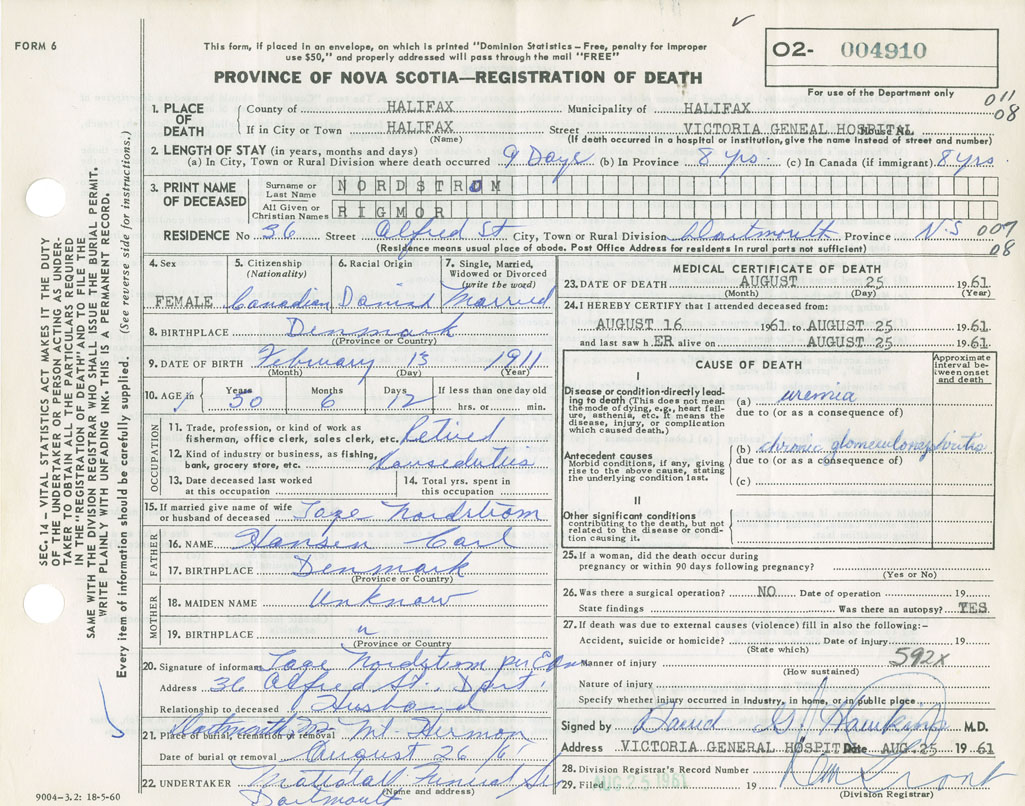 FORM 6
This form, if placed in an envelope, on which is printed "Dominion Statistics – Free, penalty for improper
use $50," and properly addressed will pass through the mail "FREE"
PROVINCE OF NOVA SCOTIA—REGISTRATION OF DEATH
O2- 004910
For use of the Department only
011
08
1. PLACE OF DEATH
County of HALIFAX Municipality of HALIFAX
If in City or Town HALIFAX Street VICTORIA GENEAL HOSPITAL
(Name) (If death occurred in a hospital or institution, give the name instead of street and number)
2. LENGTH OF STAY (in years, months and days)
(a) In City, Town or Rural Division where death occurred 9 Days (b) In Province 8 yrs. (c) In Canada (if immigrant) 8 yrs
3. PRINT NAME OF DECEASED
Surname or Last Name NORDSTROM
All Given or Christian Names RIGMOR
RESIDENCE No 36 Street Alfred St City, Town or Rural Division Dartmouth Province N.S 007
08
(Residence means usual place of abode. Post Office Address for residents in rural parts not sufficient)
4. Sex FEMALE
5. Citizenship (Nationality) Canadian
6. Racial Origin Danish
7. Single, Married, Widowed or Divorced (write the word) Married
8. BIRTHPLACE Denmark
(Province or Country)
9. DATE OF BIRTH February 13 1911
(Month) (Day) (Year)
10. AGE in Years 50 Months 6 Days 12 If less than one day old
hrs. or min.
OCCUPATION
11. Trade, profession, or kind of work as
fisherman, office clerk, sales clerk, etc. Retired
12. Kind of industry or business, as fishing,
bank, grocery store, etc. Houseduties
13. Date deceased last worked
at this occupation
14. Total yrs. spent in
this occupation
15. If married give name of wife
or husband of deceased Tage Nordstrom
FATHER
16. NAME Hansen Carl
17. BIRTHPLACE Denmark
(Province or Country)
MOTHER
18. MAIDEN NAME Unknow
19. BIRTHPLACE "
(Province or Country
20. Signature of informant Tage Nordstrom per
Address 36 Alfred St., Dart.
Relationship to deceased Husband
21. Place of burial, cremation or removal Dartmouth Mt. Hermon
Date of burial or removal August 26/61
22. UNDERTAKER Funeral
Dartmouth
(Name and address)
9004-3.2: 18-5-60
MEDICAL CERTIFICATE OF DEATH
23. DATE OF DEATH AUGUST 25 1961
(Month) (Day) (Year)
24. I HEREBY CERTIFY that I attended deceased from:
AUGUST 16 1961 to AUGUST 25 1961
and last saw h ER alive on AUGUST 25 1961
CAUSE OF DEATH
Approximate interval between onset and death
I
Disease or condition directly leading to death (This does not mean
the mode of dying, e.g., heart failure, asthenia, etc. It means the
disease, injury, or complication
which caused death.)
(a) uremia
due to (or as a consequence of)
Antecedent causes
Morbid conditions, if any, giving
rise to the above cause, stating
the underlying condition last.
(b) chronic glomerulonephritis
due to (or as a consequence of)
(c)
II
Other significant conditions
contributing to the death, but not
related to the disease or condition causing it.
25. If a woman, did the death occur during
pregnancy or within 90 days following pregnancy?
(Yes or No)
26. Was there a surgical operation? NO Date of operation 19
State findings Was there an autopsy? YES
27. If death was due to external causes (violence) fill in also the following:-
Accident, suicide or homicide? Date of injury 19
(State which)
592x
Manner of injury
(How sustained)
Nature of injury
Specify whether injury occurred in industry, in home, or in public place.
Signed by David G. Hawkins M.D.
Address VICTORIA GENERAL HOSPIT Date AUG. 25 1961
28. Division Registrar's Record Number
29. Filed AUG 25 1961 19
(Division Registrar)
SEC. 14 – VITAL STATISTICS ACT MAKES IT THE DUTY
OF THE UNDERTAKER OR PERSON ACTING AS UNDERTAKER TO OBTAIN ALL THE PARTICULARS REQUIRED
IN THE "REGISTRATION OF DEATH" AND TO FILE THE
SAME WITH THE DIVISION REGISTRAR WHO SHALL ISSUE THE BURIAL PERMIT.
WRITE PLAINLY WITH UNFADING INK. THIS IS A PERMANENT RECORD.
Every item of information should be carefully supplied. (See reverse side for instructions.)